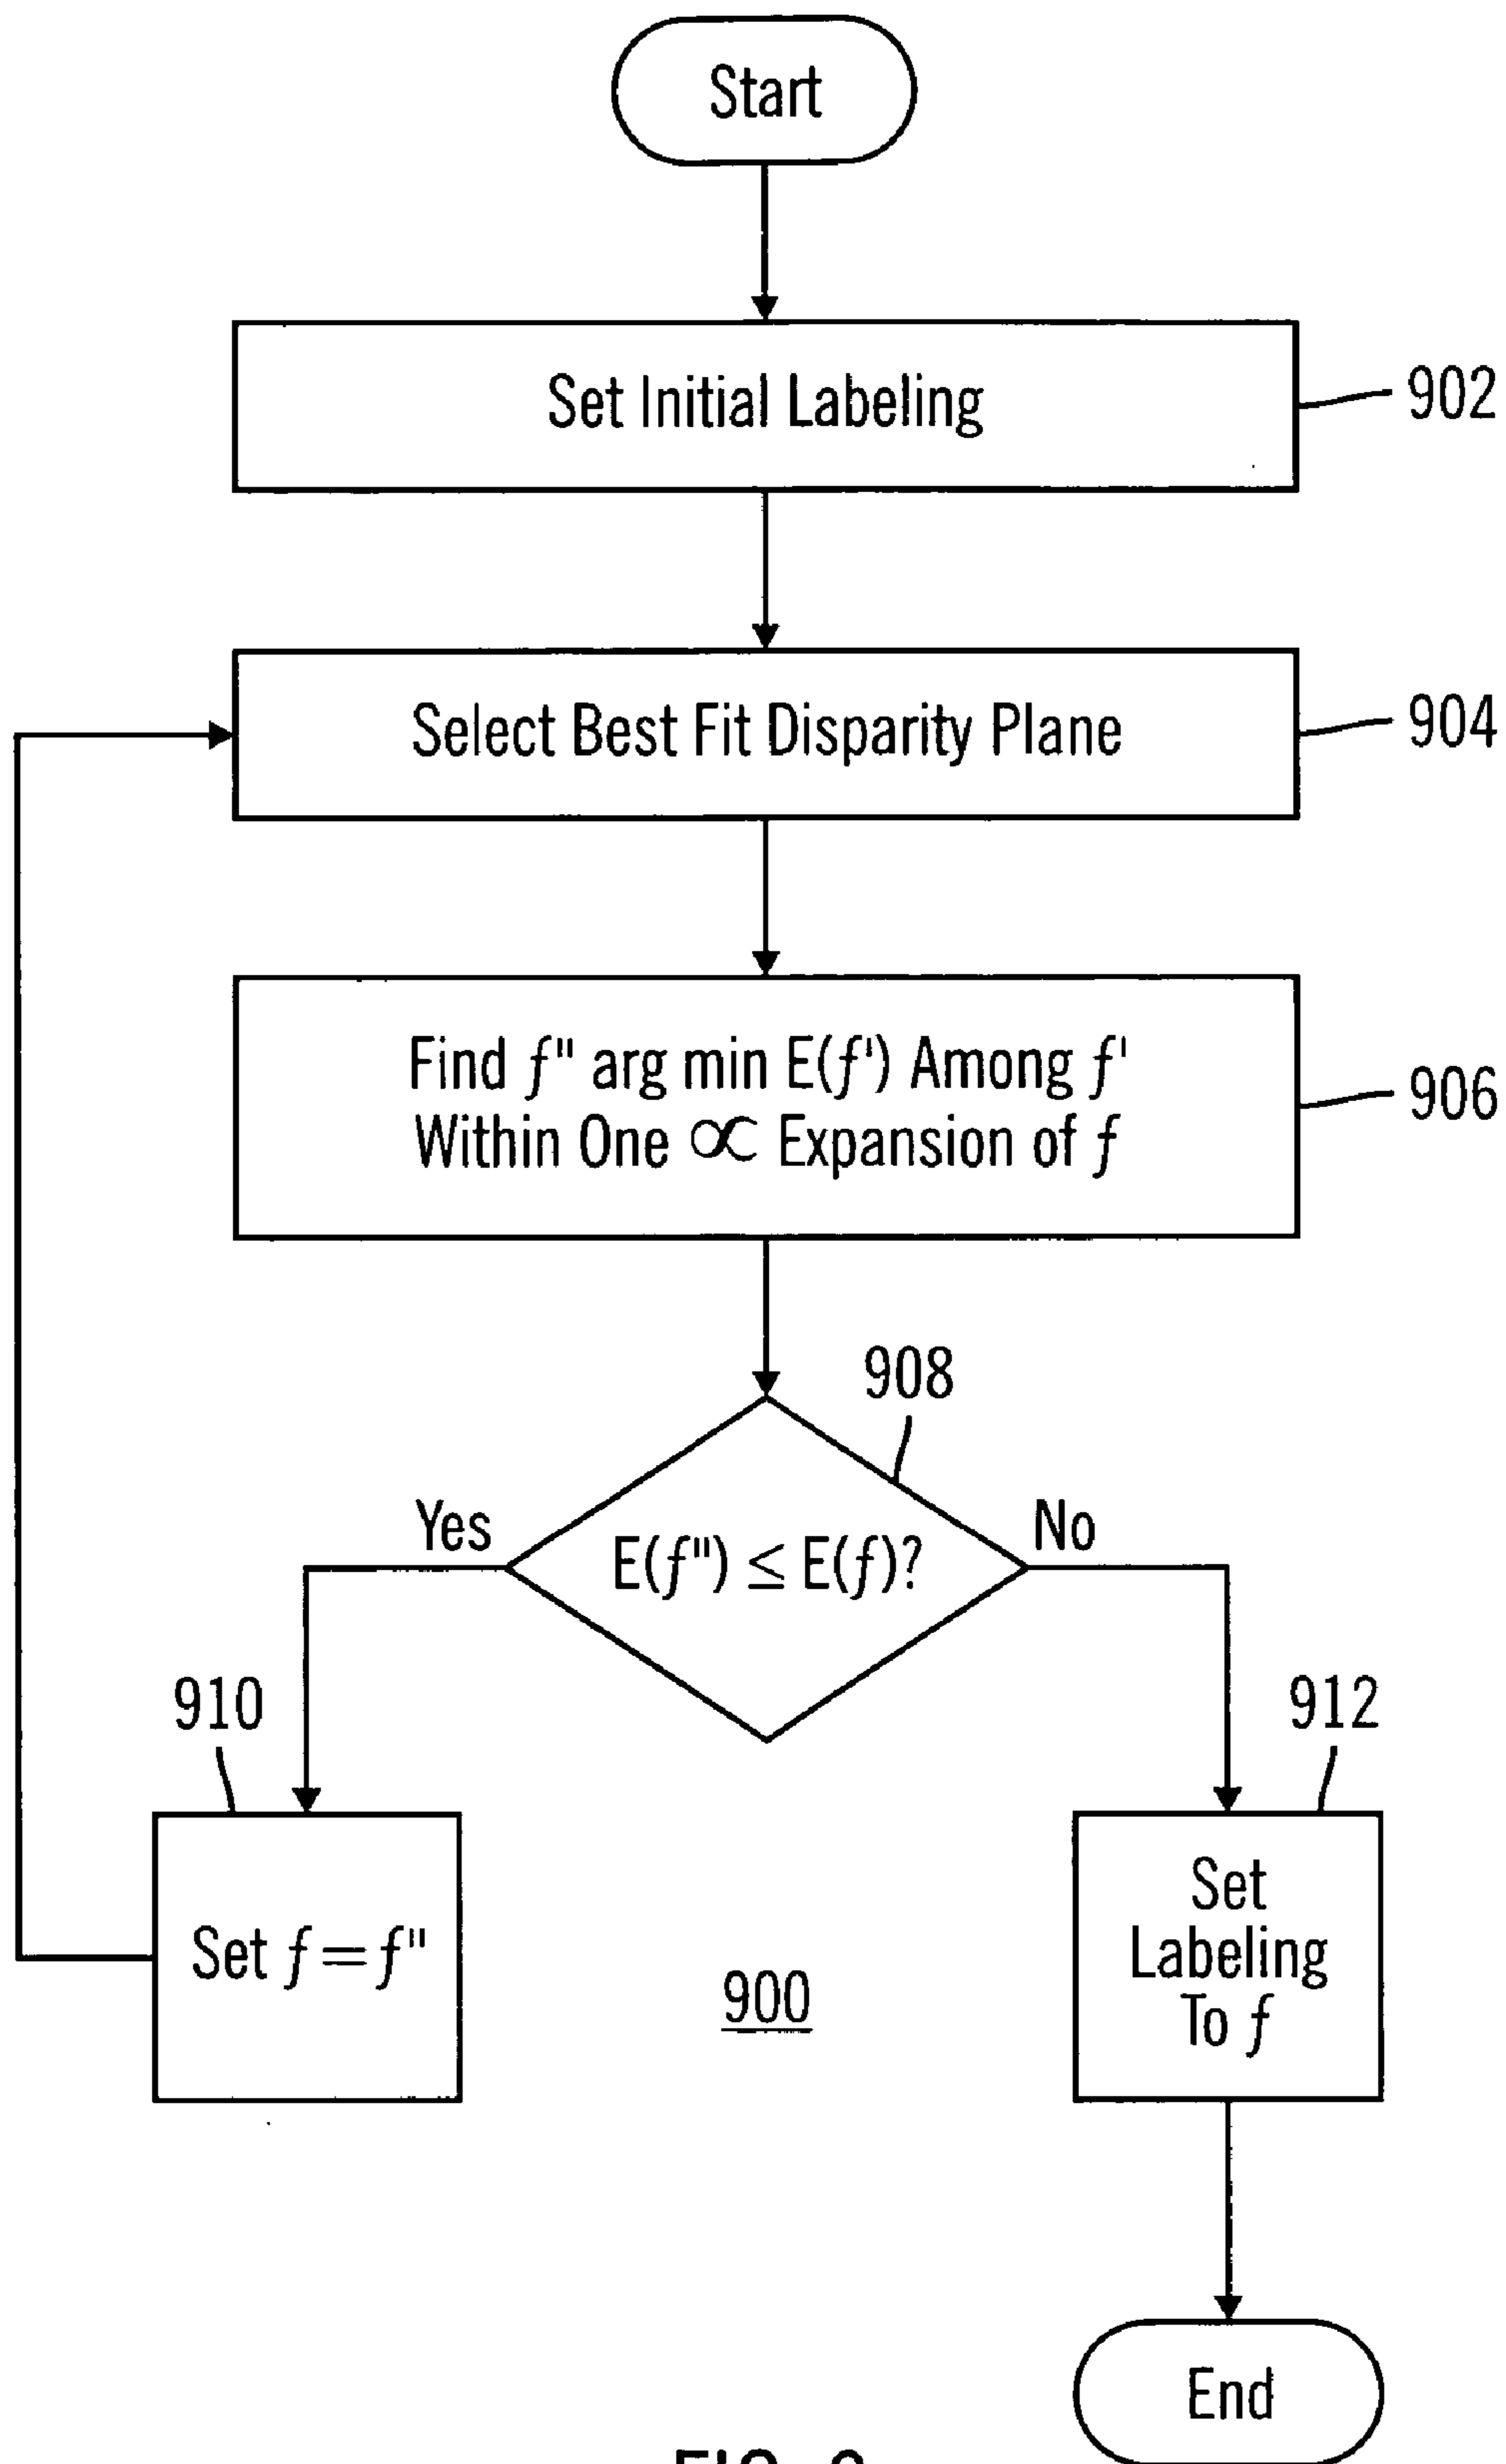 Start
Set Initial Labeling
902
Select Best Fit Disparity Plane
904
Find f" arg min E(f') Among f'
Within One ∝ Expansion of f
906
908
Yes
E(f") ≤ E(f)?
No
910
Set f=f"
912
Set
Labeling
To f
900
End